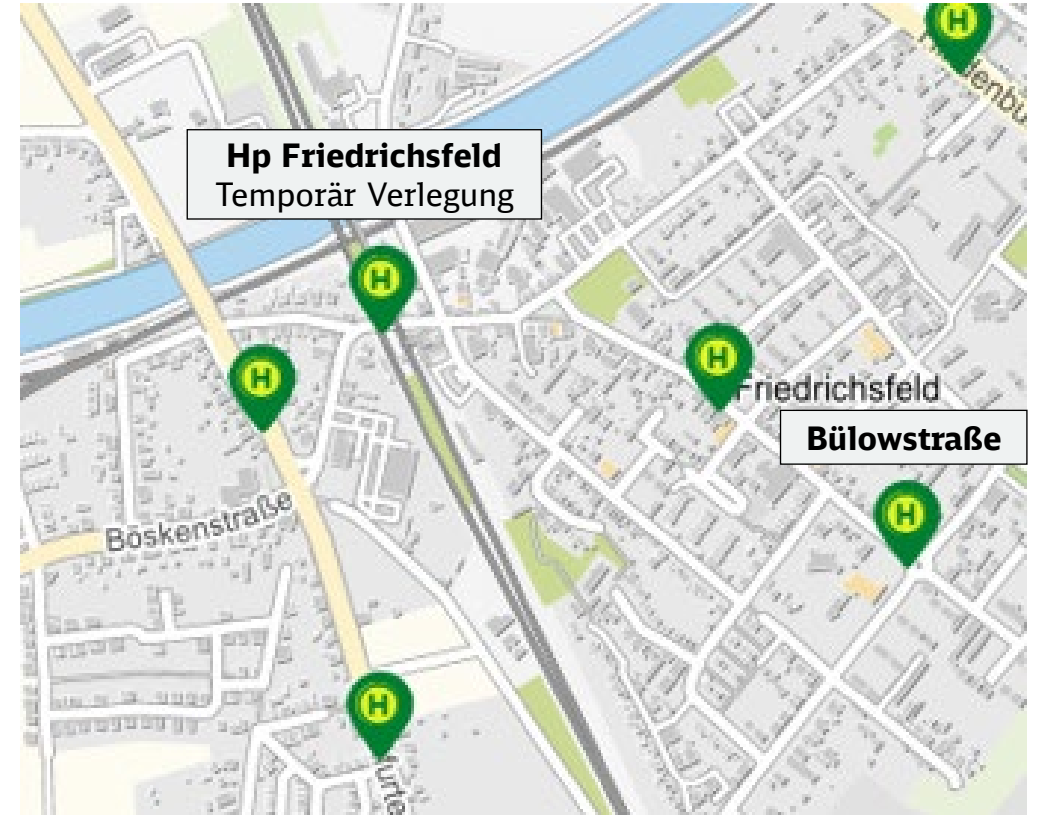 H
Hp Friedrichsfeld
Temporär Verlegung
H
H
H
Friedrichsfeld
Bülowstraße
H
Böskenstraße
H